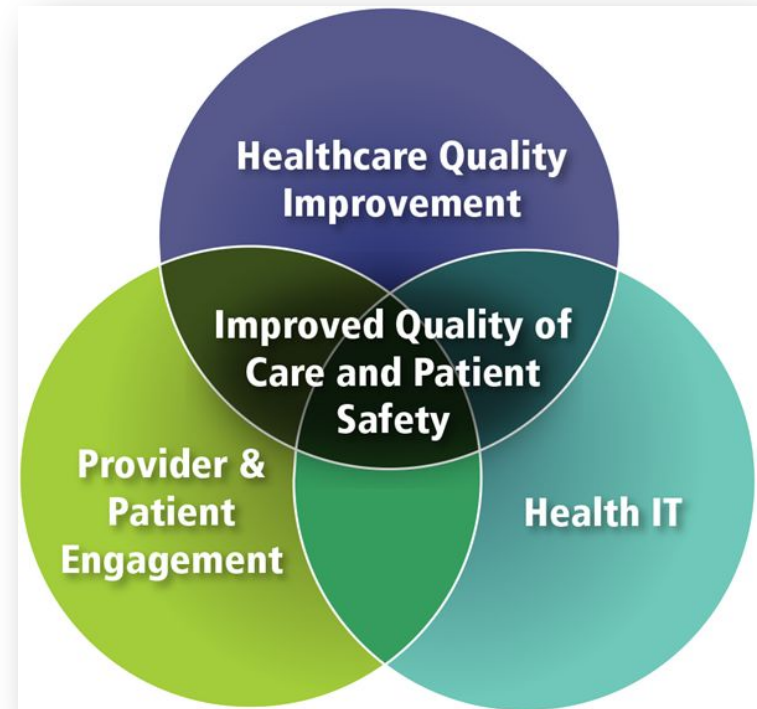 Healthcare Quality
Improvement
Improved Quality of
Care and Patient
Safety
Provider &
Patient
Engagement
Health IT